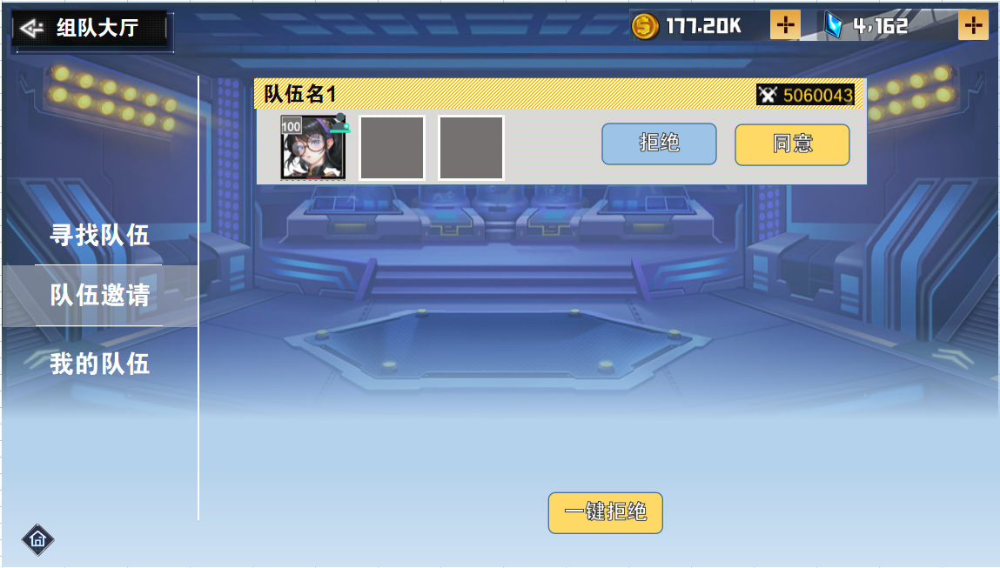 组队大厅
177.20K
4,162
队伍名1
5060043
100
拒绝
同意
寻找队伍
队伍邀请
我的队伍
一键拒绝